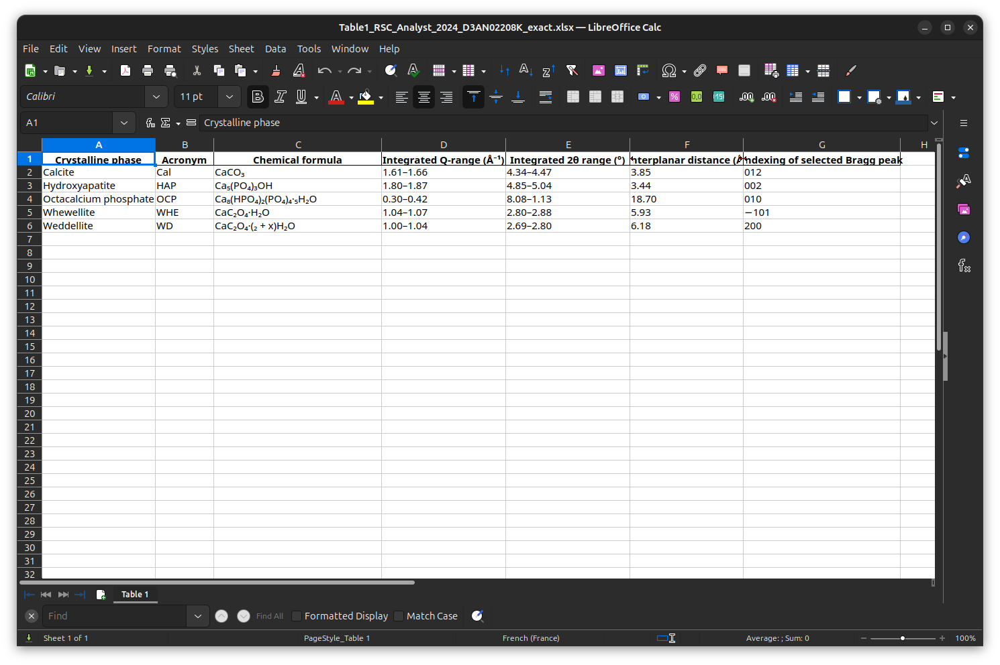 Table1_RSC_Analyst_2024_D3AN02208K_exact.xlsx — LibreOffice Calc
File Edit View Insert Format Styles Sheet Data Tools Window Help
Calibri 11 pt
A1 Crystalline phase
A B C D E F G H
1 Crystalline phase Acronym Chemical formula Integrated Q-range (Å⁻¹) Integrated 2θ range (°) nterplanar distance (Å ndexing of selected Bragg peak
2 Calcite Cal CaCO₃ 1.61–1.66 4.34–4.47 3.85 012
3 Hydroxyapatite HAP Ca₅(PO₄)₃OH 1.80–1.87 4.85–5.04 3.44 002
4 Octacalcium phosphate OCP Ca₈(HPO₄)₂(PO₄)₄·₅H₂O 0.30–0.42 8.08–1.13 18.70 010
5 Whewellite WHE CaC₂O₄·H₂O 1.04–1.07 2.80–2.88 5.93 −101
6 Weddellite WD CaC₂O₄·(₂ + x)H₂O 1.00–1.04 2.69–2.80 6.18 200
7
8
9
10
11
12
13
14
15
16
17
18
19
20
21
22
23
24
25
26
27
28
29
30
31
32
Table 1
Find Find All Formatted Display Match Case
Sheet 1 of 1 PageStyle_Table 1 French (France) Average: ; Sum: 0 100%